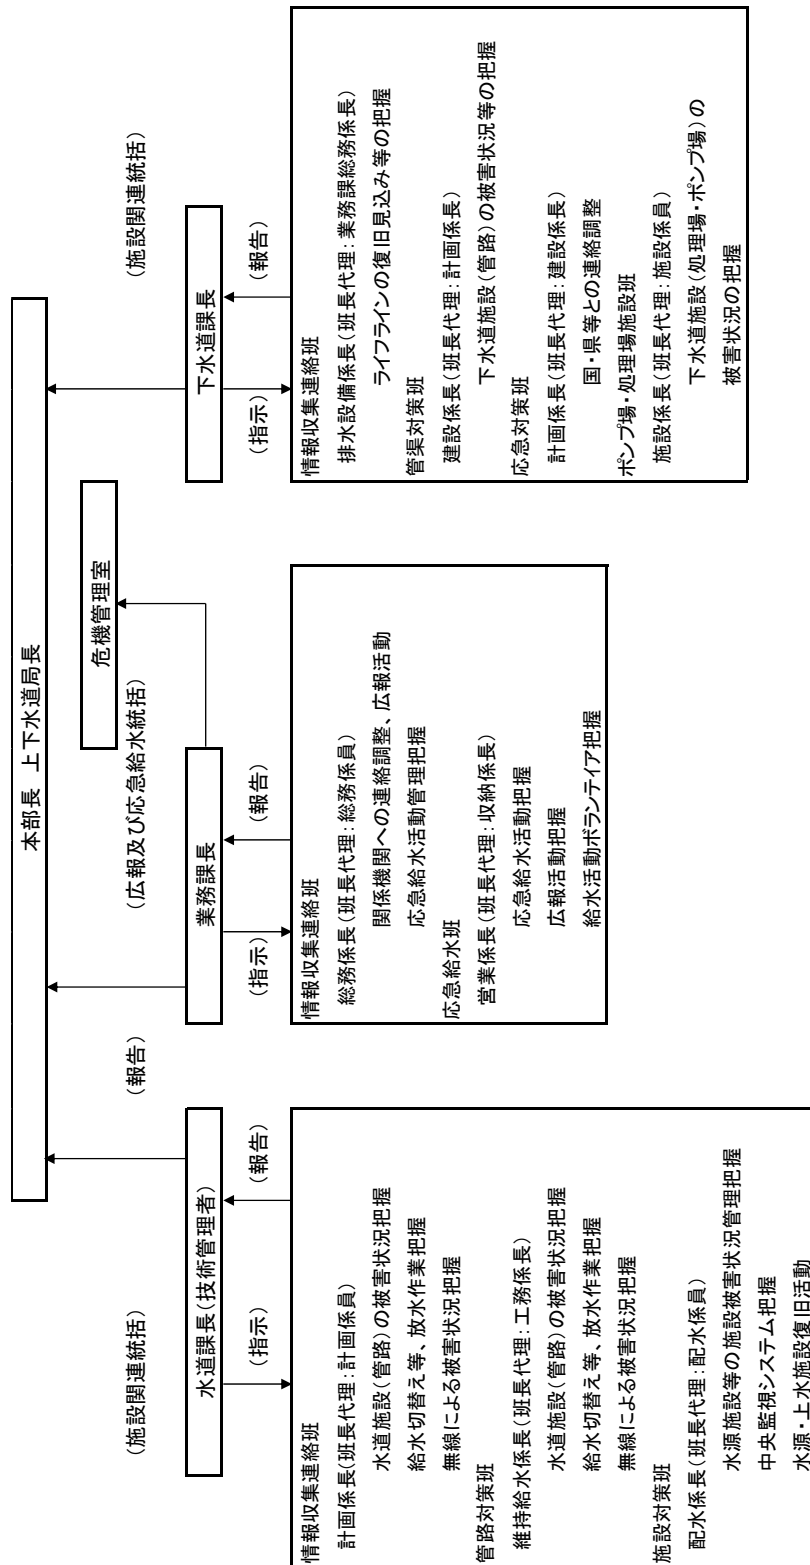 本部長　上下水道局長
危機管理室
(施設関連統括)
(報告)
(広報及び応急給水統括)
(施設関連統括)
水道課長(技術管理者)
(指示)
(報告)
情報収集連絡班
計画係長(班長代理:計画係員)
水道施設(管路)の被害状況把握
給水切替え等、放水作業把握
無線による被害状況把握
管路対策班
維持給水係長(班長代理:工務係長)
水道施設(管路)の被害状況把握
給水切替え等、放水作業把握
無線による被害状況把握
施設対策班
配水係長(班長代理:配水係員)
水源施設等の施設被害状況管理把握
中央監視システム把握
水源・上水施設復旧活動
業務課長
(指示)
(報告)
情報収集連絡班
総務係長(班長代理:総務係員)
関係機関への連絡調整、広報活動
応急給水活動管理把握
応急給水班
営業係長(班長代理:収納係長)
応急給水活動把握
広報活動把握
給水活動ボランティア把握
下水道課長
(指示)
(報告)
情報収集連絡班
排水設備係長(班長代理:業務課総務係長)
ライフラインの復旧見込み等の把握
管渠対策班
建設係長(班長代理:計画係長)
下水道施設(管路)の被害状況等の把握
応急対策班
計画係長(班長代理:建設係長)
国・県等との連絡調整
ポンプ場・処理場施設班
施設係長(班長代理:施設係員)
下水道施設(処理場・ポンプ場)の
被害状況の把握